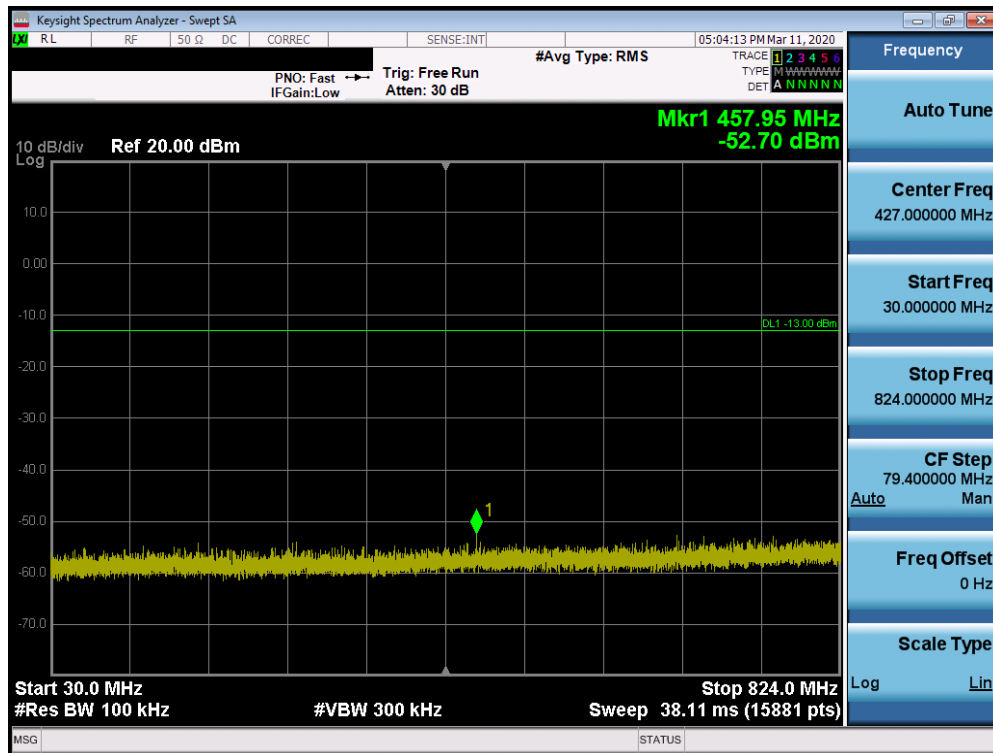 Keysight Spectrum Analyzer - Swept SA
LXI RL RF 50 Ω DC CORREC SENSE:INT 05:04:13 PM Mar 11, 2020
#Avg Type: RMS
TRACE 1 2 3 4 5 6
PNO: Fast Trig: Free Run
TYPE M WWWWW
IFGain:Low Atten: 30 dB
DET A N N N N N
Mkr1 457.95 MHz
-52.70 dBm
10 dB/div Ref 20.00 dBm
Log
10.0
0.00
-10.0
DL1 -13.00 dBm
-20.0
-30.0
-40.0
-50.0
1
-60.0
-70.0
Start 30.0 MHz Stop 824.0 MHz
#Res BW 100 kHz #VBW 300 kHz Sweep 38.11 ms (15881 pts)
MSG STATUS
Frequency
Auto Tune
Center Freq
427.000000 MHz
Start Freq
30.000000 MHz
Stop Freq
824.000000 MHz
CF Step
79.400000 MHz
Auto Man
Freq Offset
0 Hz
Scale Type
Log Lin